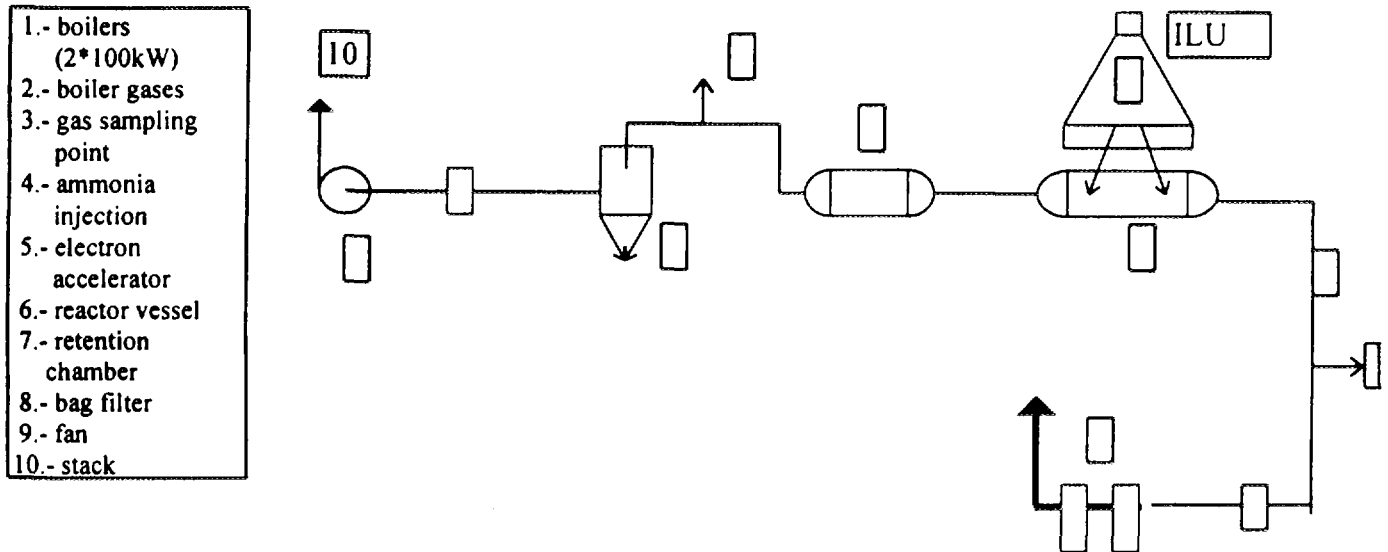 1.- boilers
(2*100kW)
2.- boiler gases
3.- gas sampling
point
4.- ammonia
injection
5.- electron
accelerator
6.- reactor vessel
7.- retention
chamber
8.- bag filter
9.- fan
10.- stack
10
ILU